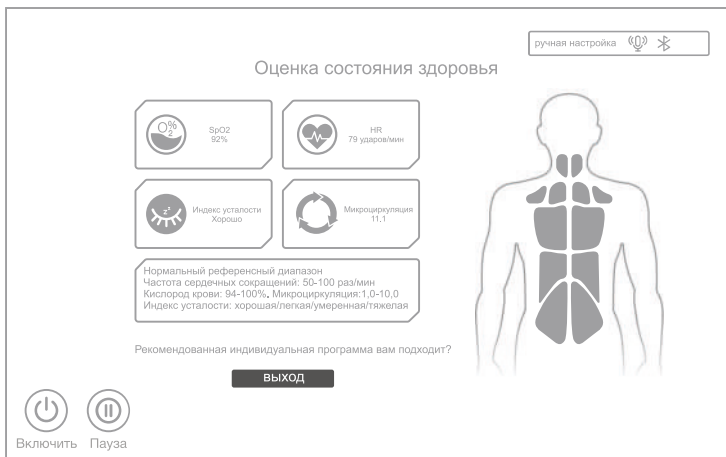 ручная настройка
Оценка состояния здоровья
O2%
SpO2
92%
HR
79 ударов/мин
z z
Индекс усталости
Хорошо
Микроциркуляция
11,1
Нормальный референсный диапазон
Частота сердечных сокращений: 50-100 раз/мин
Кислород крови: 94-100%, Микроциркуляция:1,0-10,0
Индекс усталости: хорошая/легкая/умеренная/тяжелая
Рекомендованная индивидуальная программа вам подходит?
ВЫХОД
Включить
Пауза